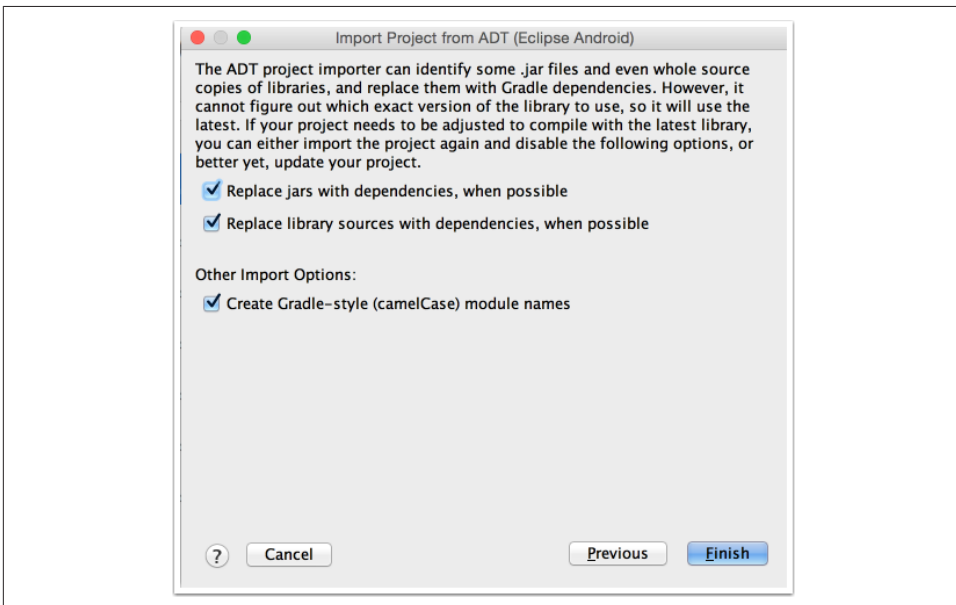 Import Project from ADT (Eclipse Android)
The ADT project importer can identify some .jar files and even whole source
copies of libraries, and replace them with Gradle dependencies. However, it
cannot figure out which exact version of the library to use, so it will use the
latest. If your project needs to be adjusted to compile with the latest library,
you can either import the project again and disable the following options, or
better yet, update your project.
Replace jars with dependencies, when possible
Replace library sources with dependencies, when possible
Other Import Options:
Create Gradle-style (camelCase) module names
? Cancel Previous Finish